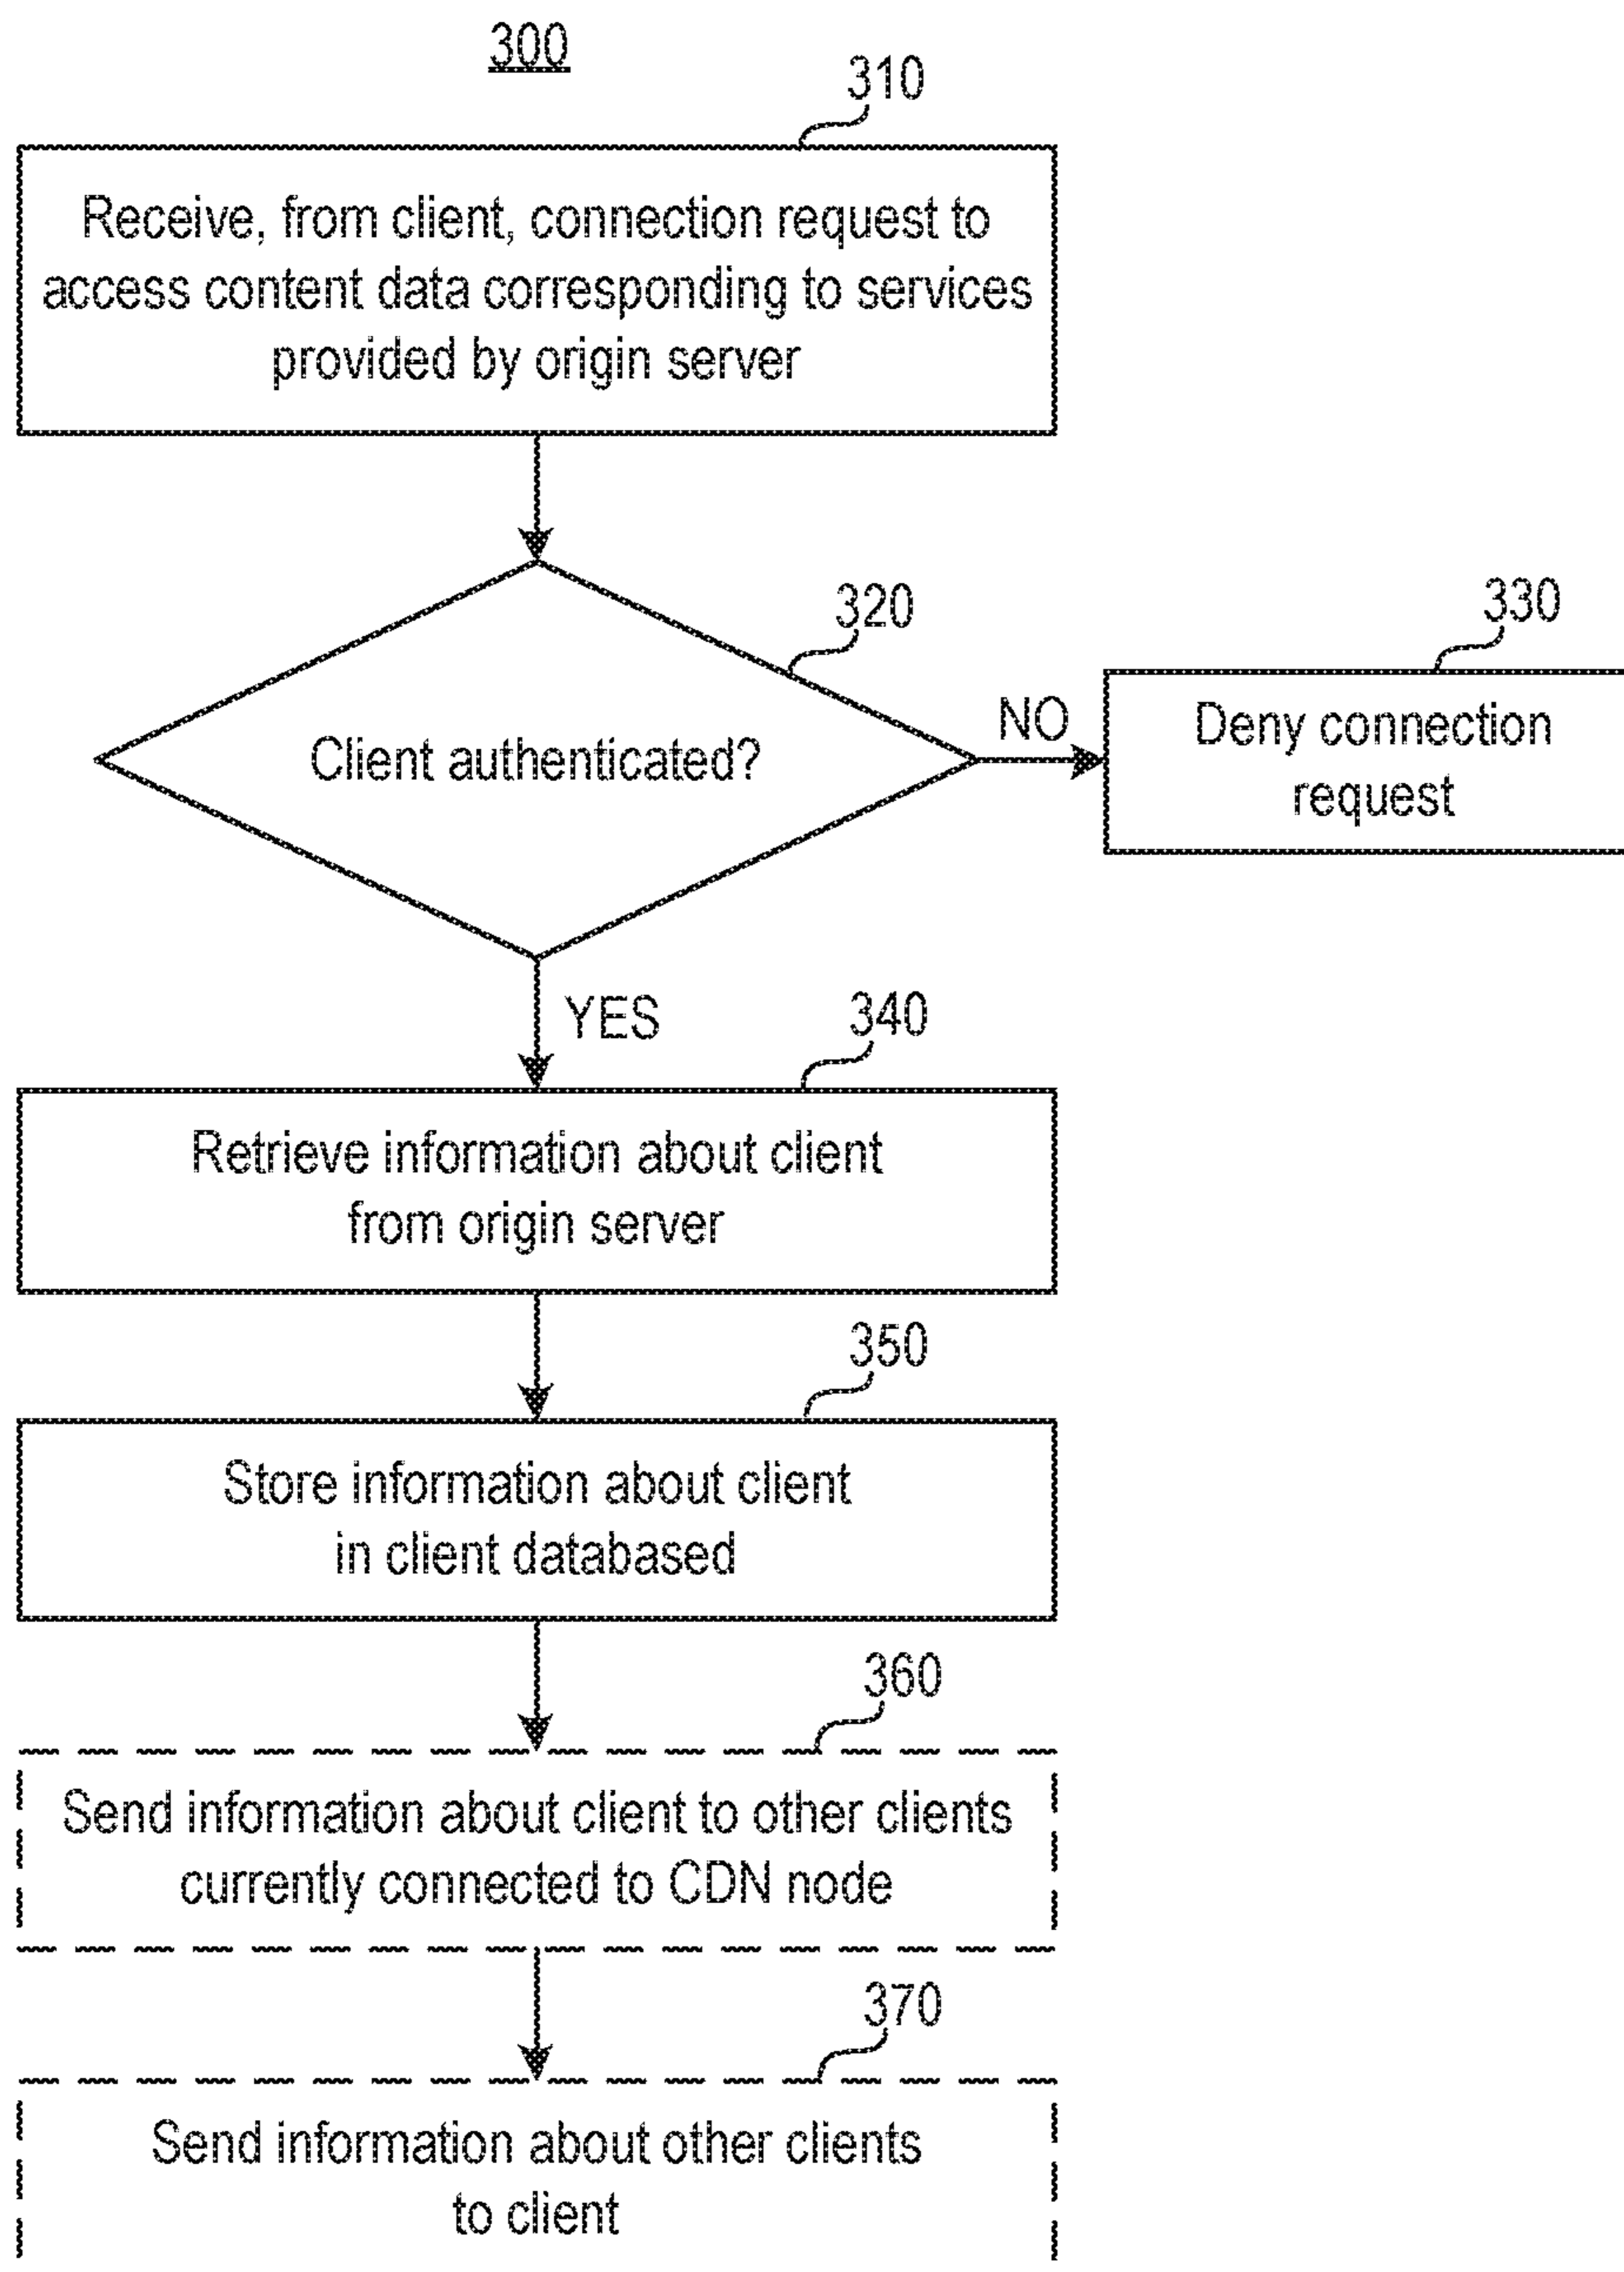 300
310
Receive, from client, connection request to
access content data corresponding to services
provided by origin server
320
Client authenticated?
NO
330
Deny connection
request
YES
340
Retrieve information about client
from origin server
350
Store information about client
in client databased
360
Send information about client to other clients
currently connected to CDN node
370
Send information about other clients
to client